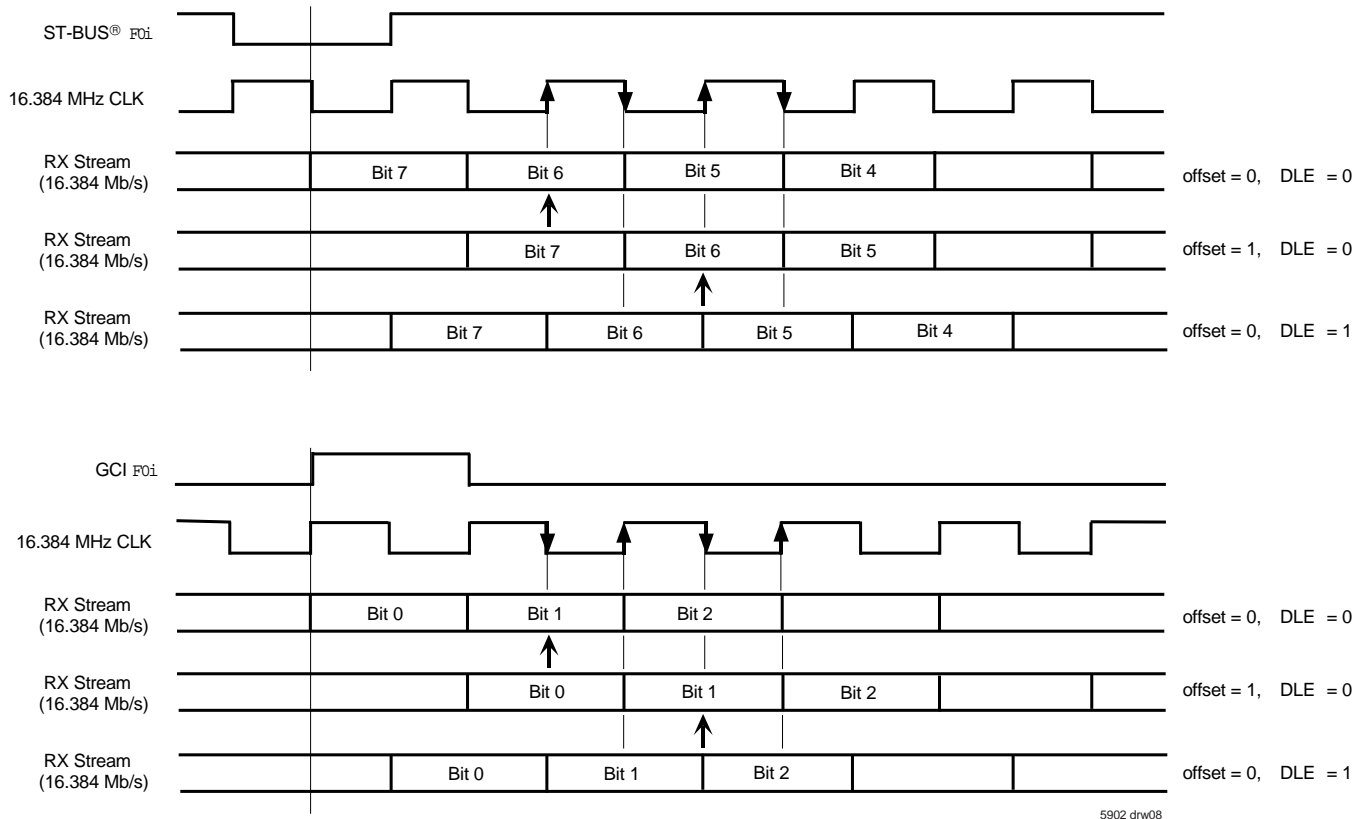 ST-BUS® F0i
16.384 MHz CLK
RX Stream
(16.384 Mb/s)
Bit 7
Bit 6
Bit 5
Bit 4
offset = 0, DLE = 0
RX Stream
(16.384 Mb/s)
Bit 7
Bit 6
Bit 5
offset = 1, DLE = 0
RX Stream
(16.384 Mb/s)
Bit 7
Bit 6
Bit 5
Bit 4
offset = 0, DLE = 1
GCI F0i
16.384 MHz CLK
RX Stream
(16.384 Mb/s)
Bit 0
Bit 1
Bit 2
offset = 0, DLE = 0
RX Stream
(16.384 Mb/s)
Bit 0
Bit 1
Bit 2
offset = 1, DLE = 0
RX Stream
(16.384 Mb/s)
Bit 0
Bit 1
Bit 2
offset = 0, DLE = 1
5902 drw08